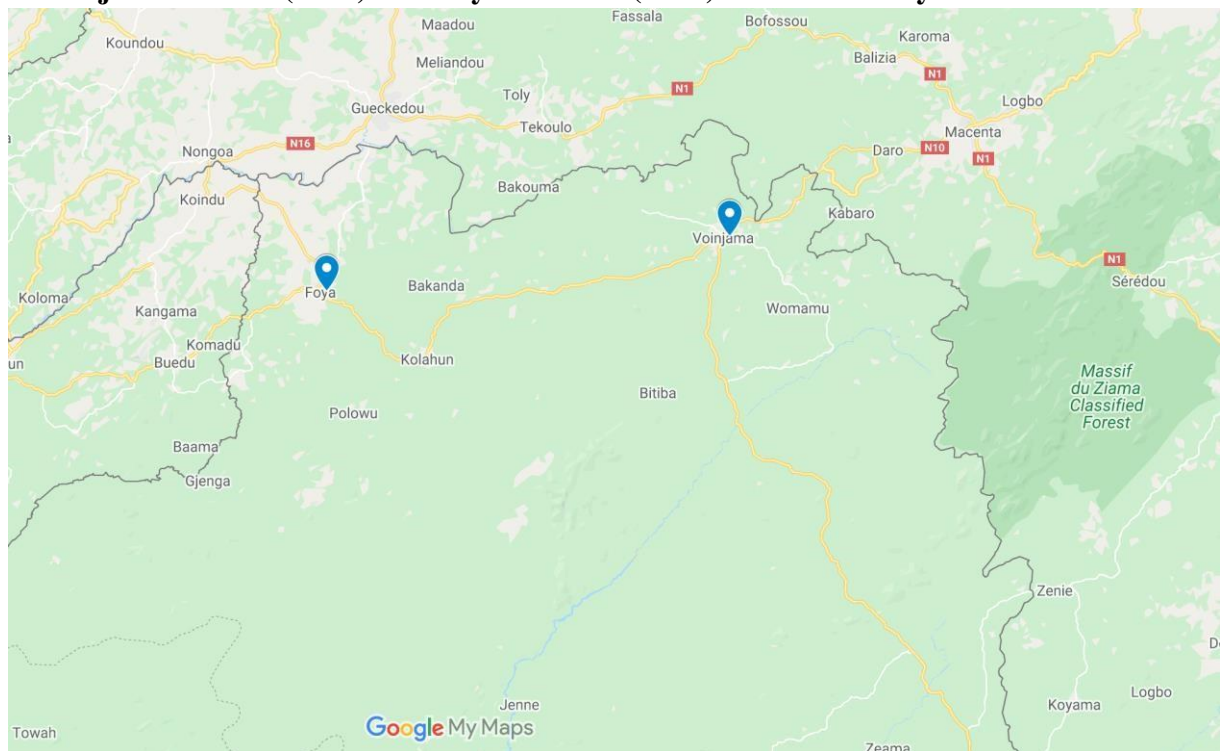 Fassala
Bofossou
Maadou
Koundou
Karoma
Balizia
Meliandou
N1
Toly
N1
Logbo
Gueckedou
Tekoulo
Macenta
N16
Daro
N10
N1
Nongoa
Bakouma
Koindu
Kabaro
Voinjama
N1
Sérédou
Foya
Bakanda
Koloma
Kangama
Womamu
Komadu
un
Buedu
Kolahun
Massif
du Ziama
Classified
Forest
Bitiba
Polowu
Baama
Gjenga
Zenie
Jenne
Koyama
Logbo
Google My Maps
Towah
Zeama